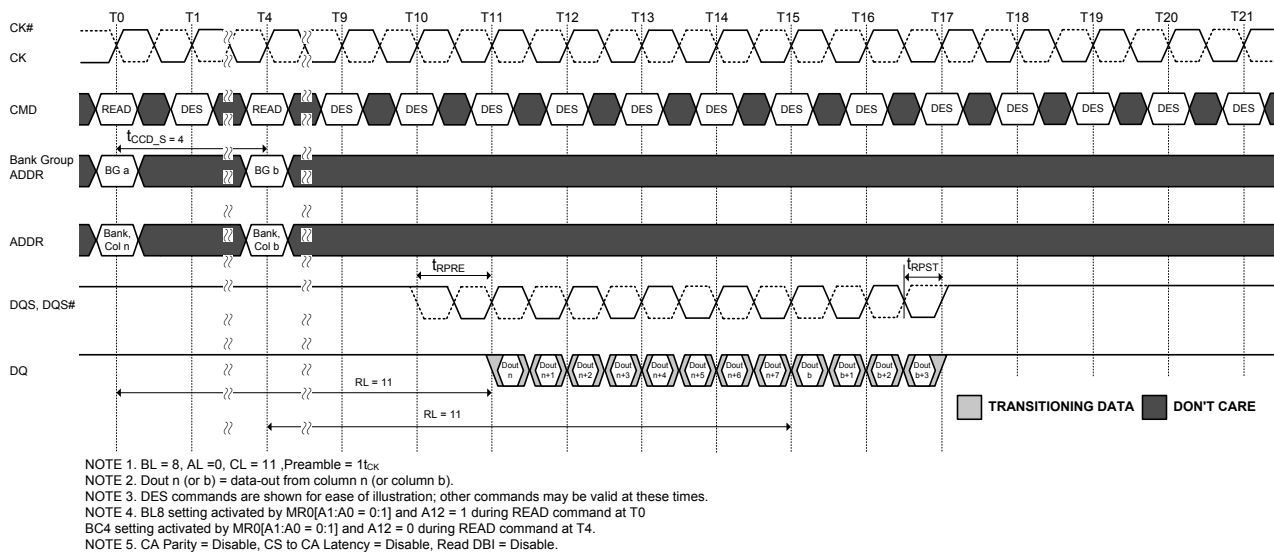 T0 T1 T4 T9 T10 T11 T12 T13 T14 T15 T16 T17 T18 T19 T20 T21
CK#
CK
CMD READ DES READ DES DES DES DES DES DES DES DES DES DES DES DES DES
tCCD_S = 4
Bank Group
ADDR
BG a BG b
ADDR
Bank,
Col n
Bank,
Col b
tRPRE tRPST
DQS, DQS#
DQ
Dout
n
Dout
n+1
Dout
n+2
Dout
n+3
Dout
n+4
Dout
n+5
Dout
n+6
Dout
n+7
Dout
b
Dout
b+1
Dout
b+2
Dout
b+3
RL = 11
RL = 11
TRANSITIONING DATA DON'T CARE
NOTE 1. BL = 8, AL =0, CL = 11 ,Preamble = 1tCK
NOTE 2. Dout n (or b) = data-out from column n (or column b).
NOTE 3. DES commands are shown for ease of illustration; other commands may be valid at these times.
NOTE 4. BL8 setting activated by MR0[A1:A0 = 0:1] and A12 = 1 during READ command at T0
BC4 setting activated by MR0[A1:A0 = 0:1] and A12 = 0 during READ command at T4.
NOTE 5. CA Parity = Disable, CS to CA Latency = Disable, Read DBI = Disable.